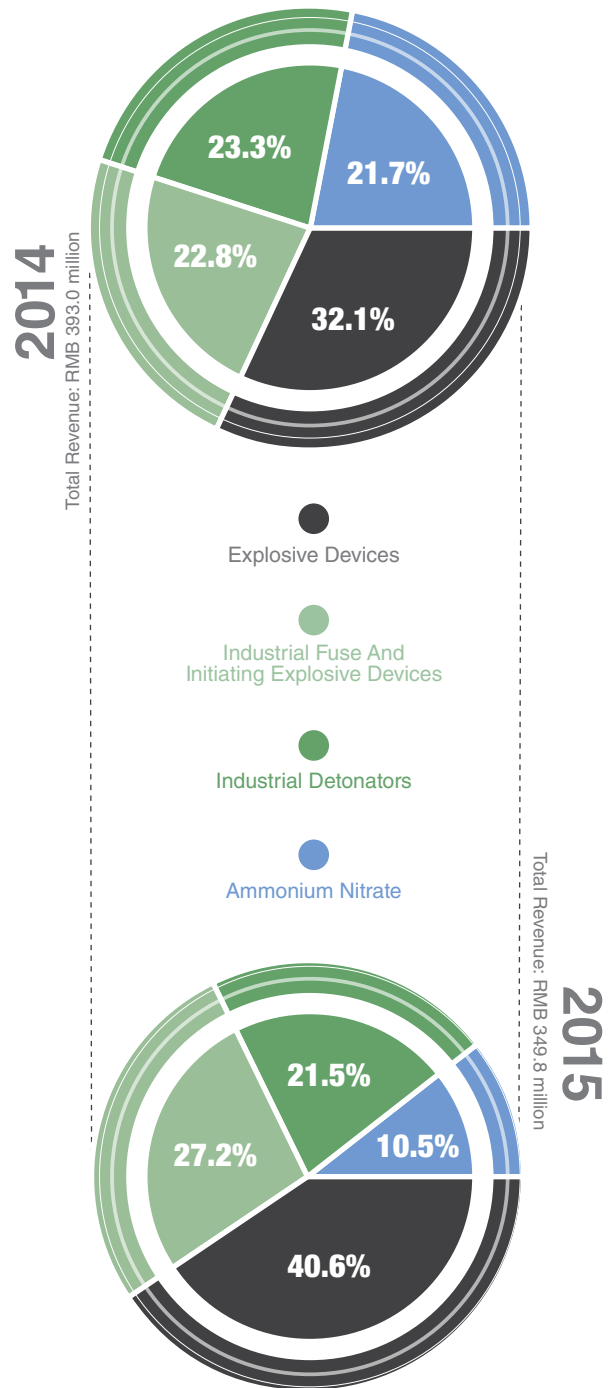 2014
Total Revenue: RMB 393.0 million
23.3%
21.7%
22.8%
32.1%
Explosive Devices
Industrial Fuse And
Initiating Explosive Devices
Industrial Detonators
Ammonium Nitrate
2015
Total Revenue: RMB 349.8 million
21.5%
10.5%
27.2%
40.6%